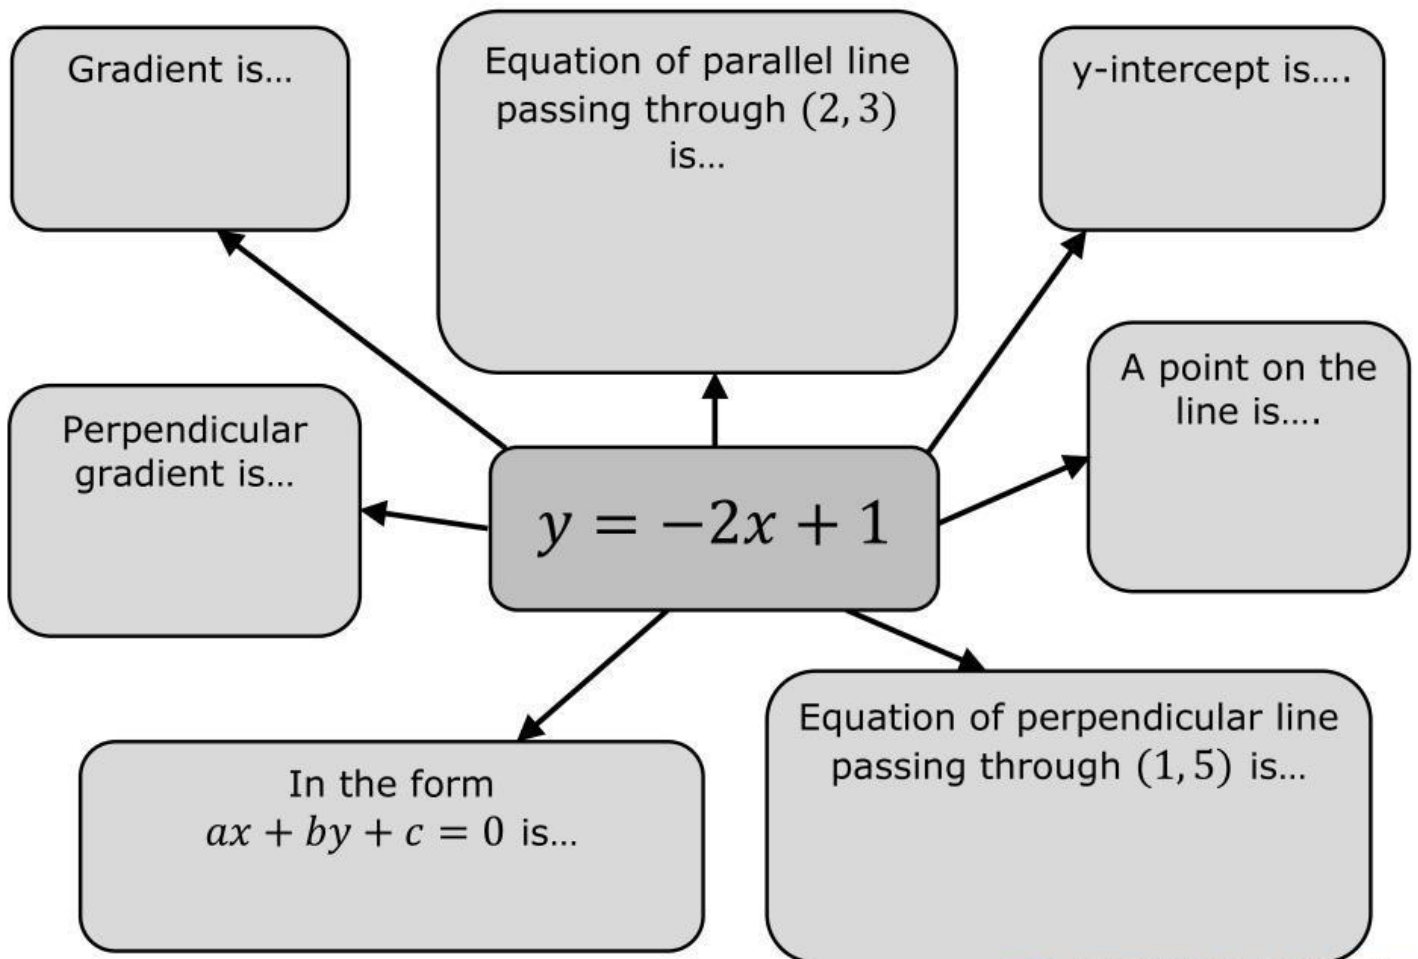 Gradient is...
Equation of parallel line
passing through (2, 3)
is...
y-intercept is....
A point on the
line is....
Perpendicular
gradient is...
y = −2x + 1
In the form
ax + by + c = 0 is...
Equation of perpendicular line
passing through (1, 5) is...